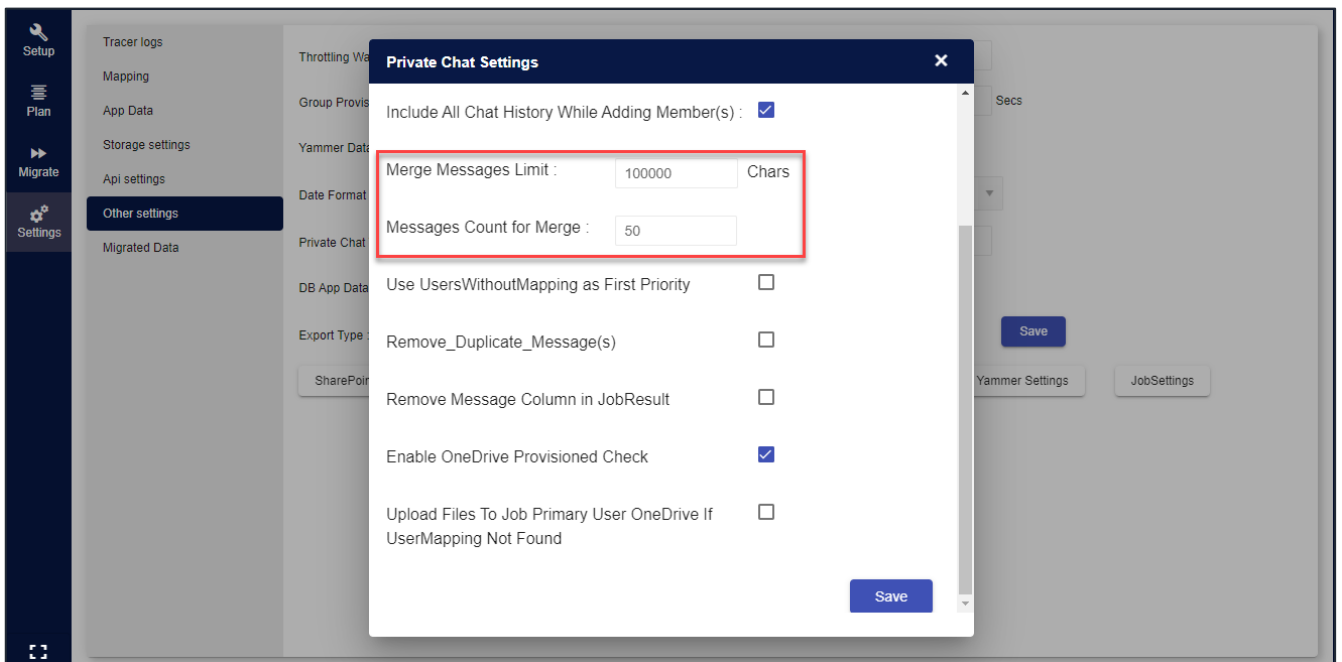 Setup
Plan
Migrate
Settings
Tracer logs
Mapping
App Data
Storage settings
Api settings
Other settings
Migrated Data
Throttling Wa
Group Provis
Secs
Yammer Data
Date Format
Private Chat
DB App Data
Export Type :
Save
SharePoin
Yammer Settings
JobSettings
Private Chat Settings
Include All Chat History While Adding Member(s) :
Merge Messages Limit : 100000 Chars
Messages Count for Merge : 50
Use UsersWithoutMapping as First Priority
Remove_Duplicate_Message(s)
Remove Message Column in JobResult
Enable OneDrive Provisioned Check
Upload Files To Job Primary User OneDrive If
UserMapping Not Found
Save